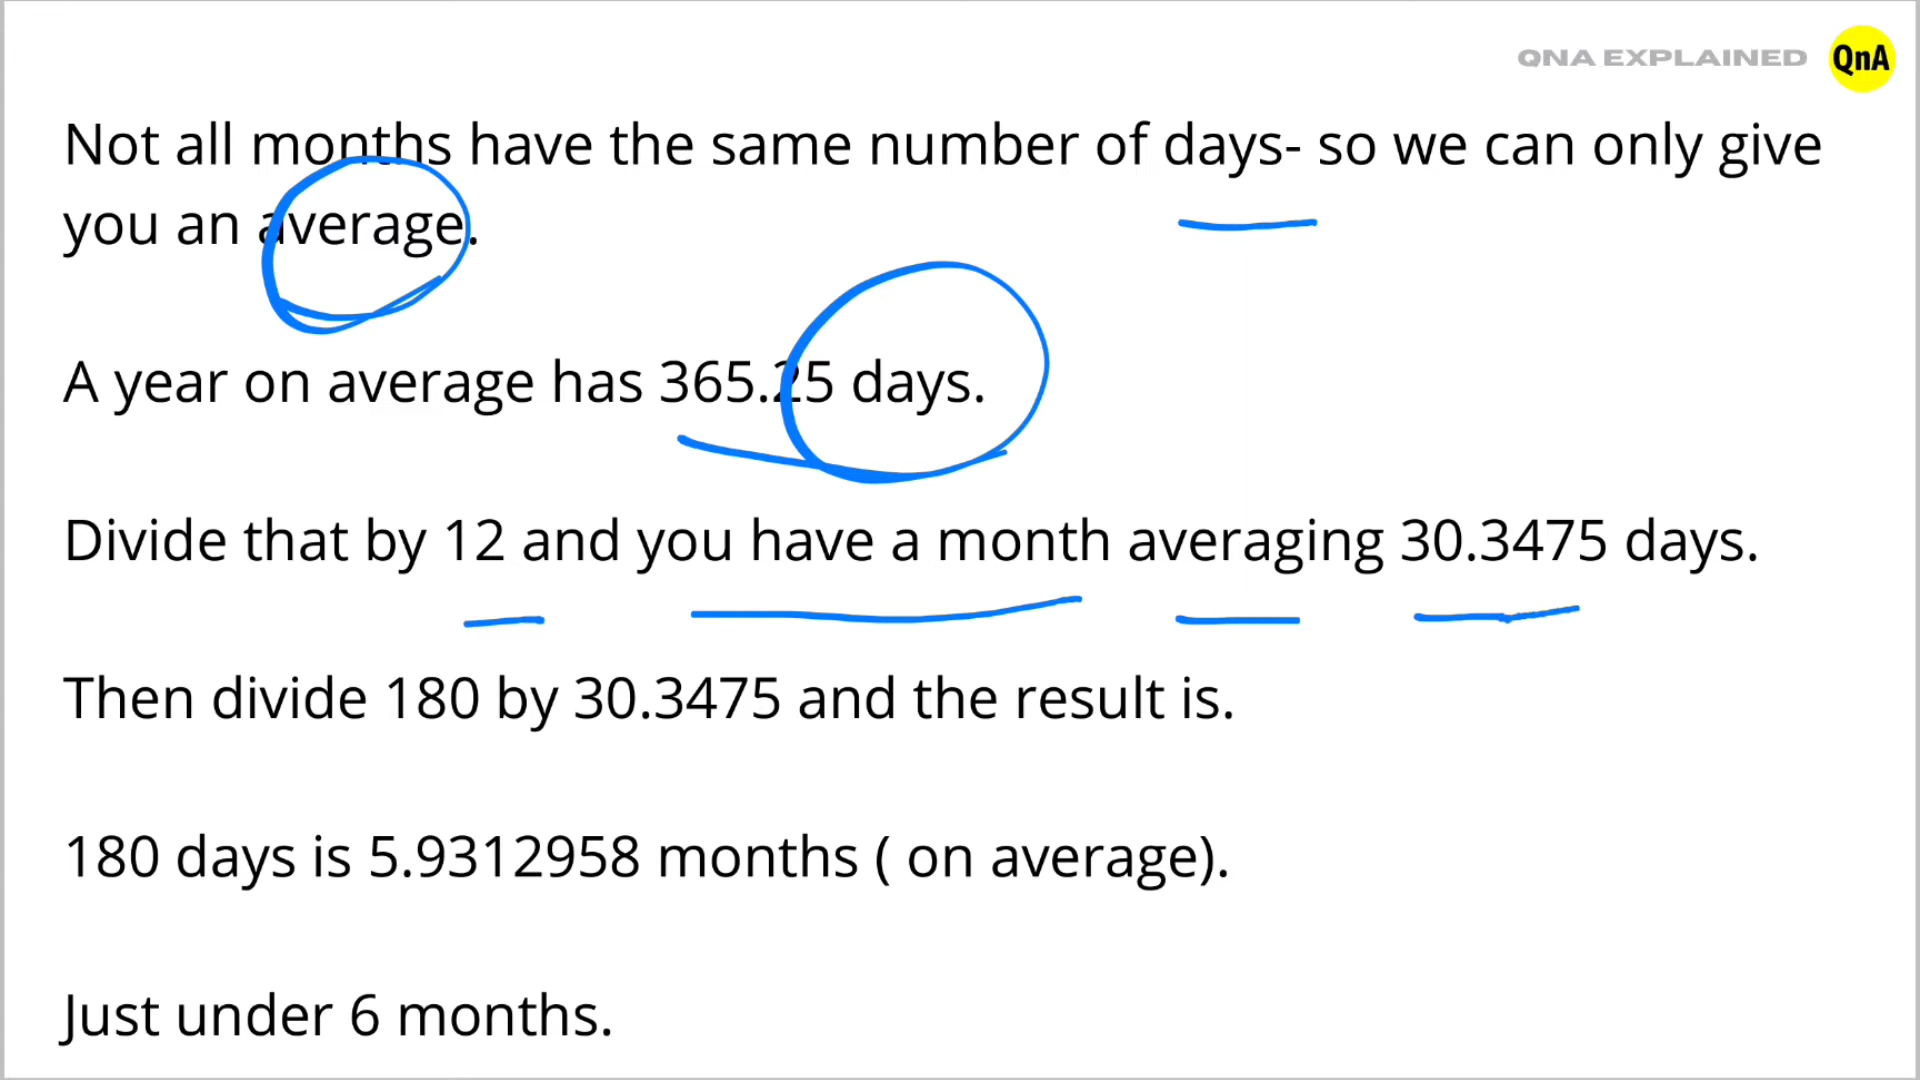 QNA EXPLAINED QnA
Not all months have the same number of days- so we can only give
you an average.
A year on average has 365.25 days.
Divide that by 12 and you have a month averaging 30.3475 days.
Then divide 180 by 30.3475 and the result is.
180 days is 5.9312958 months ( on average).
Just under 6 months.